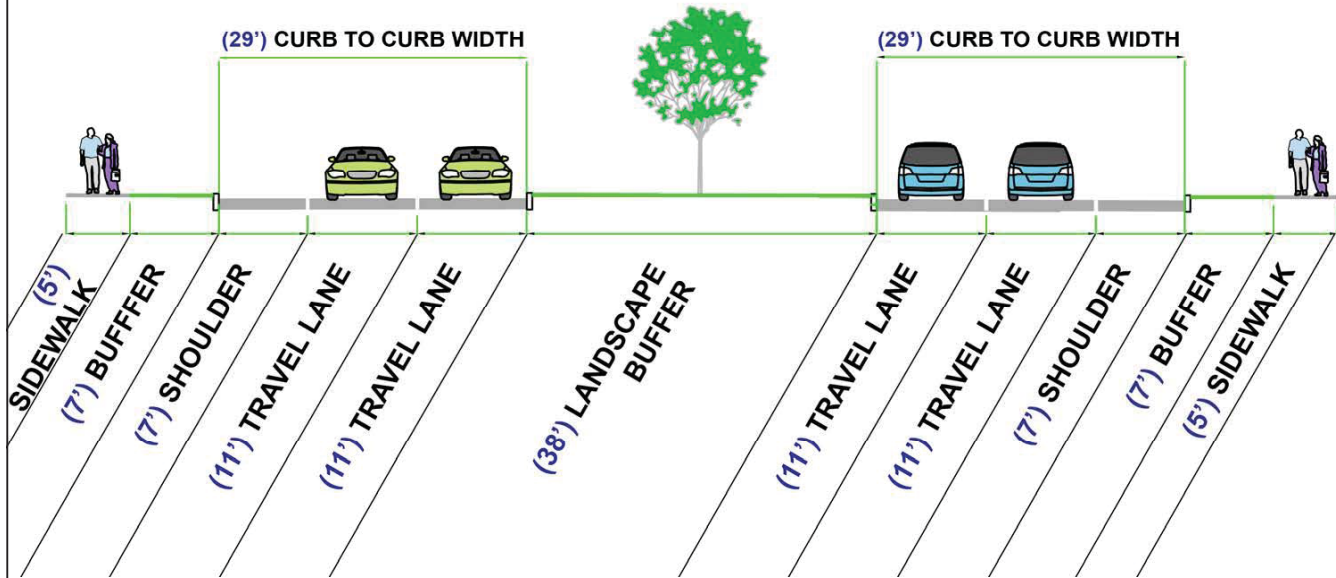 (29') CURB TO CURB WIDTH
(29') CURB TO CURB WIDTH
(5')
SIDEWALK
(7') BUFFFER
(7') SHOULDER
(11') TRAVEL LANE
(11') TRAVEL LANE
(38') LANDSCAPE
BUFFER
(11') TRAVEL LANE
(11') TRAVEL LANE
(7') SHOULDER
(7') BUFFER
(5') SIDEWALK